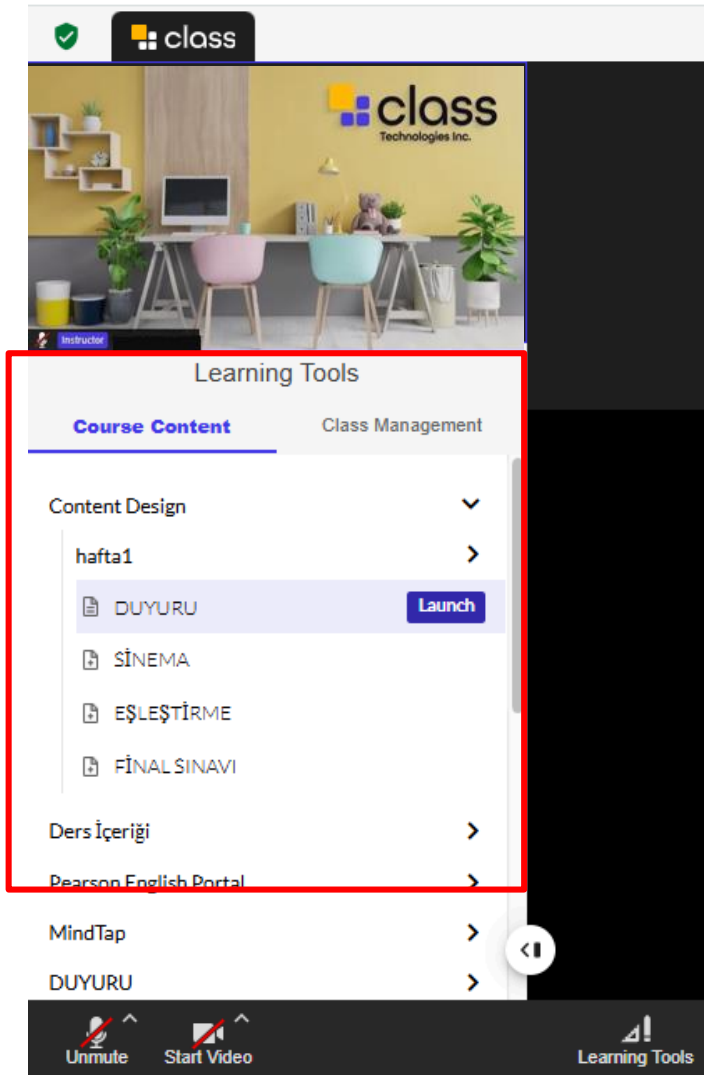 class
class
Technologies Inc.
Instructor
Learning Tools
Course Content Class Management
Content Design
hafta1
DUYURU Launch
SİNEMA
EŞLEŞTİRME
FİNAL SINAVI
Ders İçeriği
Pearson English Portal
MindTap
DUYURU
Unmute Start Video Learning Tools